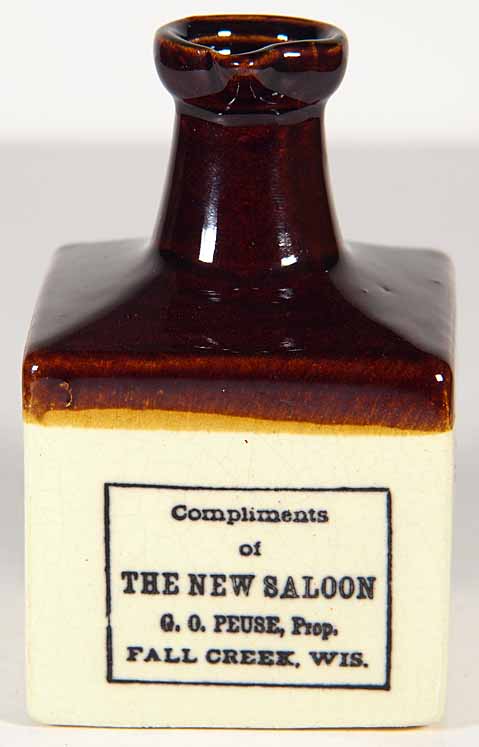 Compliments
of
THE NEW SALOON
G. O. PEUSE, Prop.
FALL CREEK, WIS.